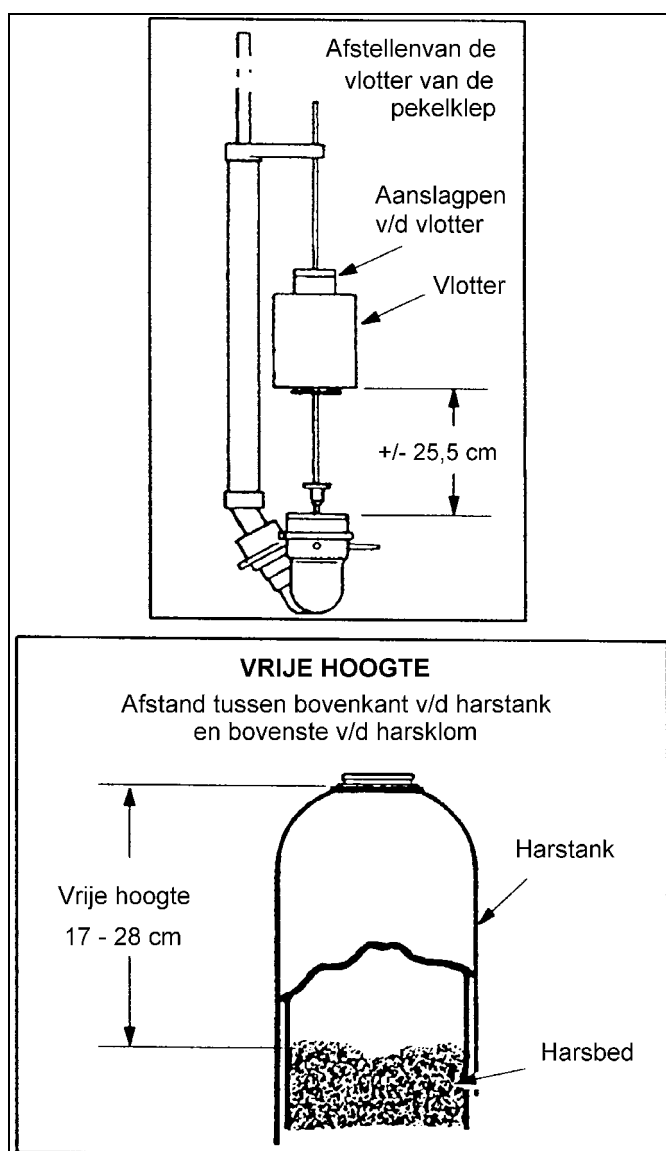 Afstellenvan de
vlotter van de
pekelklep
Aanslagpen
v/d vlotter
Vlotter
+/- 25,5 cm
VRIJE HOOGTE
Afstand tussen bovenkant v/d harstank
en bovenste v/d harsklom
Harstank
Vrije hoogte
17 - 28 cm
Harsbed